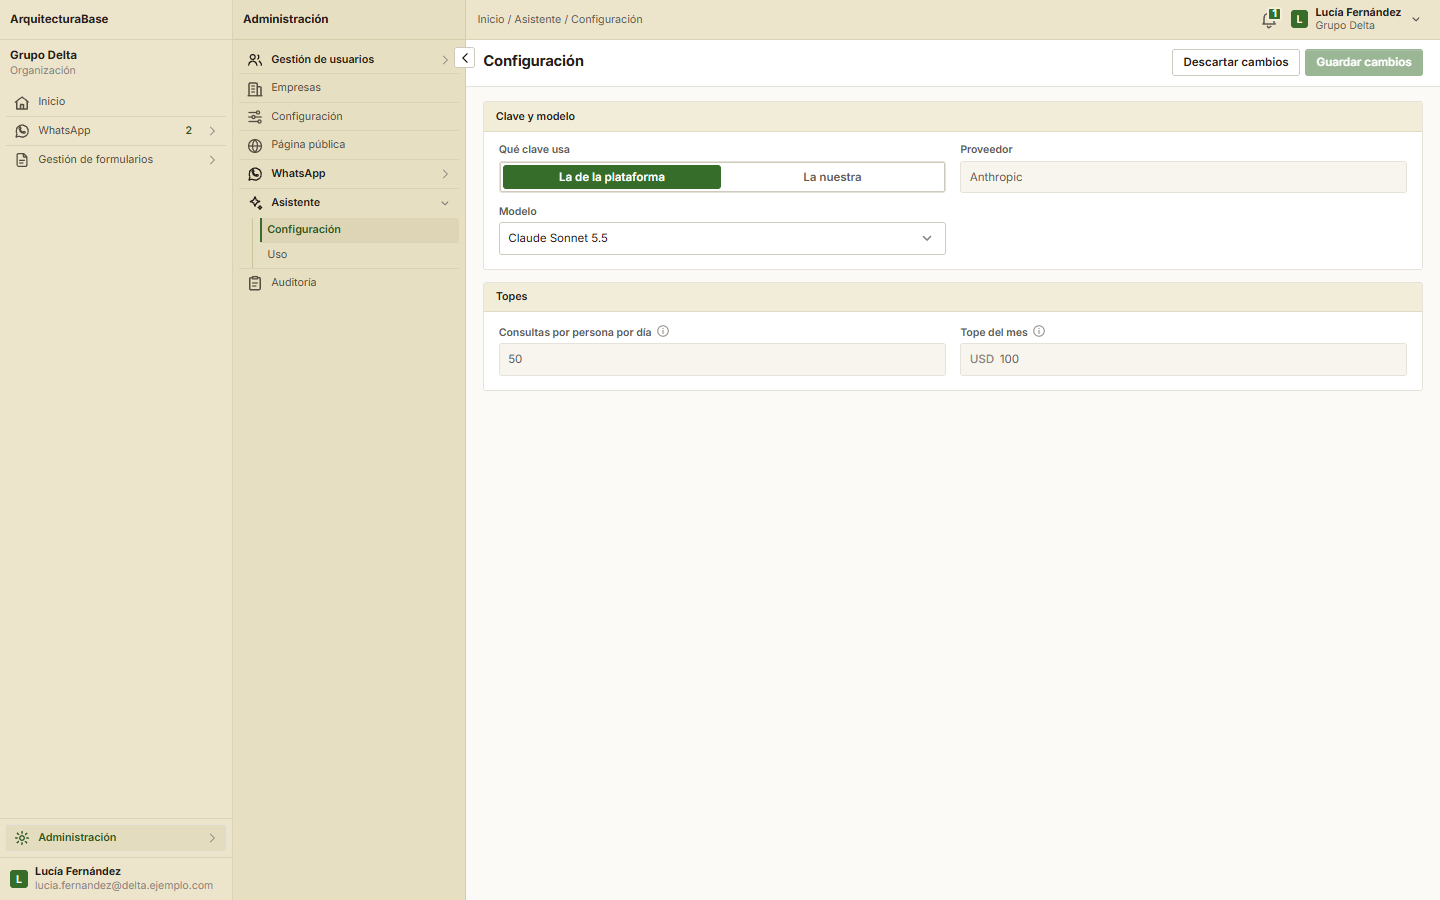 ArquitecturaBase
Grupo Delta
Organización
Inicio
WhatsApp 2
Gestión de formularios
Administración
Lucía Fernández
lucia.fernandez@delta.ejemplo.com
Administración
Gestión de usuarios
Empresas
Configuración
Página pública
WhatsApp
Asistente
Configuración
Uso
Auditoría
Inicio / Asistente / Configuración
1
L
Lucía Fernández
Grupo Delta
Configuración
Descartar cambios
Guardar cambios
Clave y modelo
Qué clave usa
La de la plataforma
La nuestra
Proveedor
Anthropic
Modelo
Claude Sonnet 5.5
Topes
Consultas por persona por día
50
Tope del mes
USD 100
L